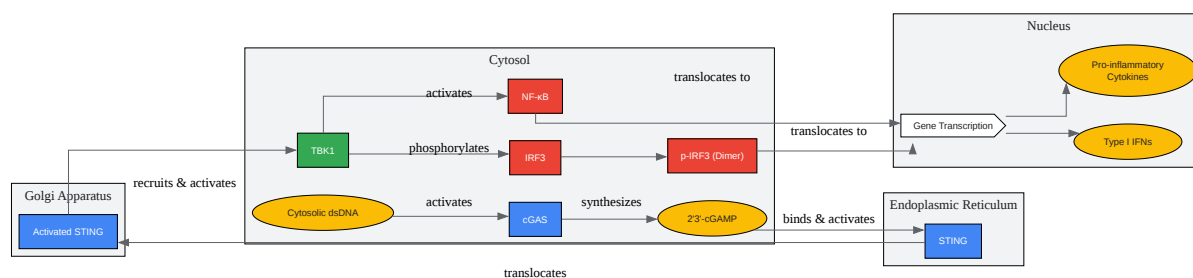 Nucleus
Cytosol
Pro-inflammatory
Cytokines
translocates to
activates
NF-κB
Gene Transcription
translocates to
Type I IFNs
TBK1
phosphorylates
IRF3
p-IRF3 (Dimer)
recruits & activates
Golgi Apparatus
Activated STING
Cytosolic dsDNA
activates
cGAS
synthesizes
2'3'-cGAMP
binds & activates
Endoplasmic Reticulum
STING
translocates